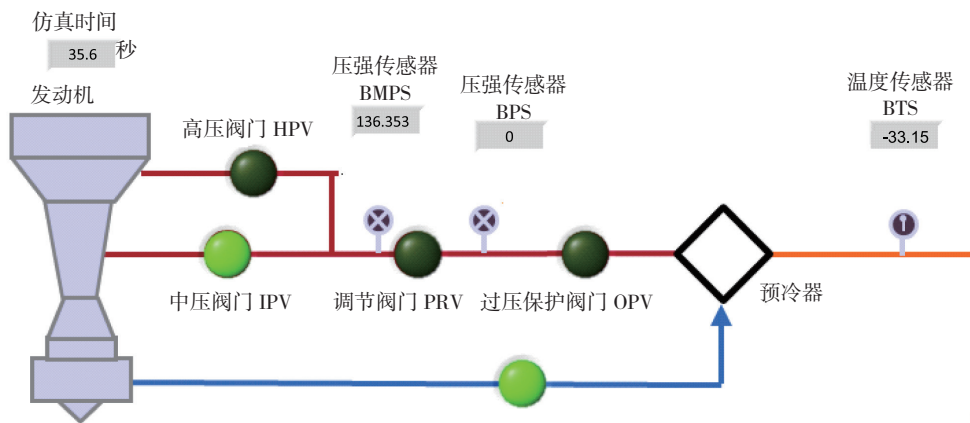 仿真时间
35.6 秒
发动机
高压阀门 HPV
压强传感器
BMPS
136.353
压强传感器
BPS
0
温度传感器
BTS
-33.15
中压阀门 IPV
调节阀门 PRV
过压保护阀门 OPV
预冷器